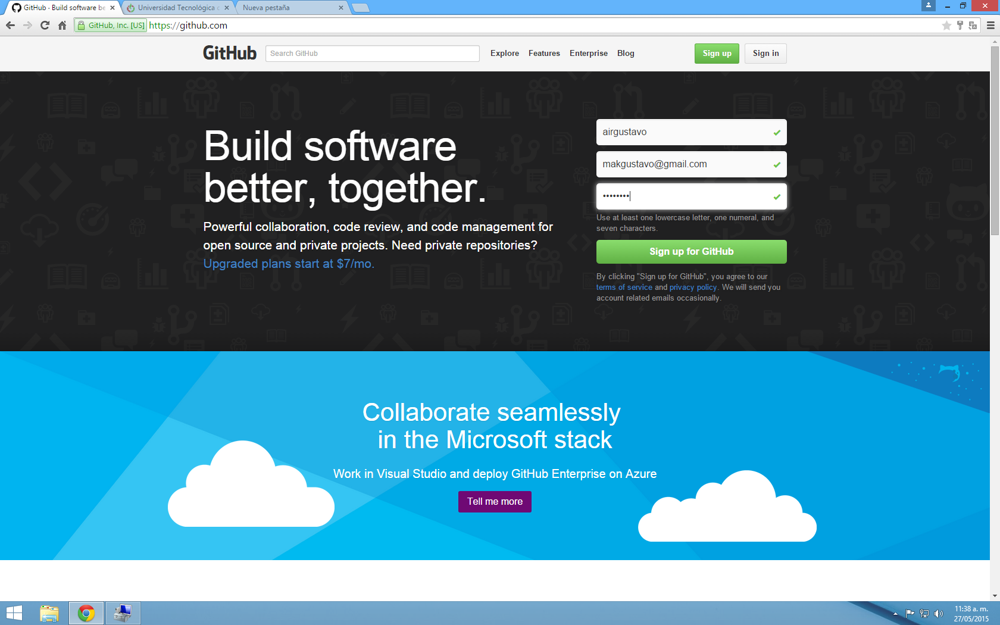 GitHub · Build software be
Universidad Tecnológica d
Nueva pestaña
GitHub, Inc. [US] https://github.com
GitHub
Search GitHub
Explore Features Enterprise Blog
Sign up
Sign in
Build software
better, together.
Powerful collaboration, code review, and code management for
open source and private projects. Need private repositories?
Upgraded plans start at $7/mo.
airgustavo
makgustavo@gmail.com
••••••••
Use at least one lowercase letter, one numeral, and
seven characters.
Sign up for GitHub
By clicking "Sign up for GitHub", you agree to our
terms of service and privacy policy. We will send you
account related emails occasionally.
Collaborate seamlessly
in the Microsoft stack
Work in Visual Studio and deploy GitHub Enterprise on Azure
Tell me more
11:38 a. m.
27/05/2015